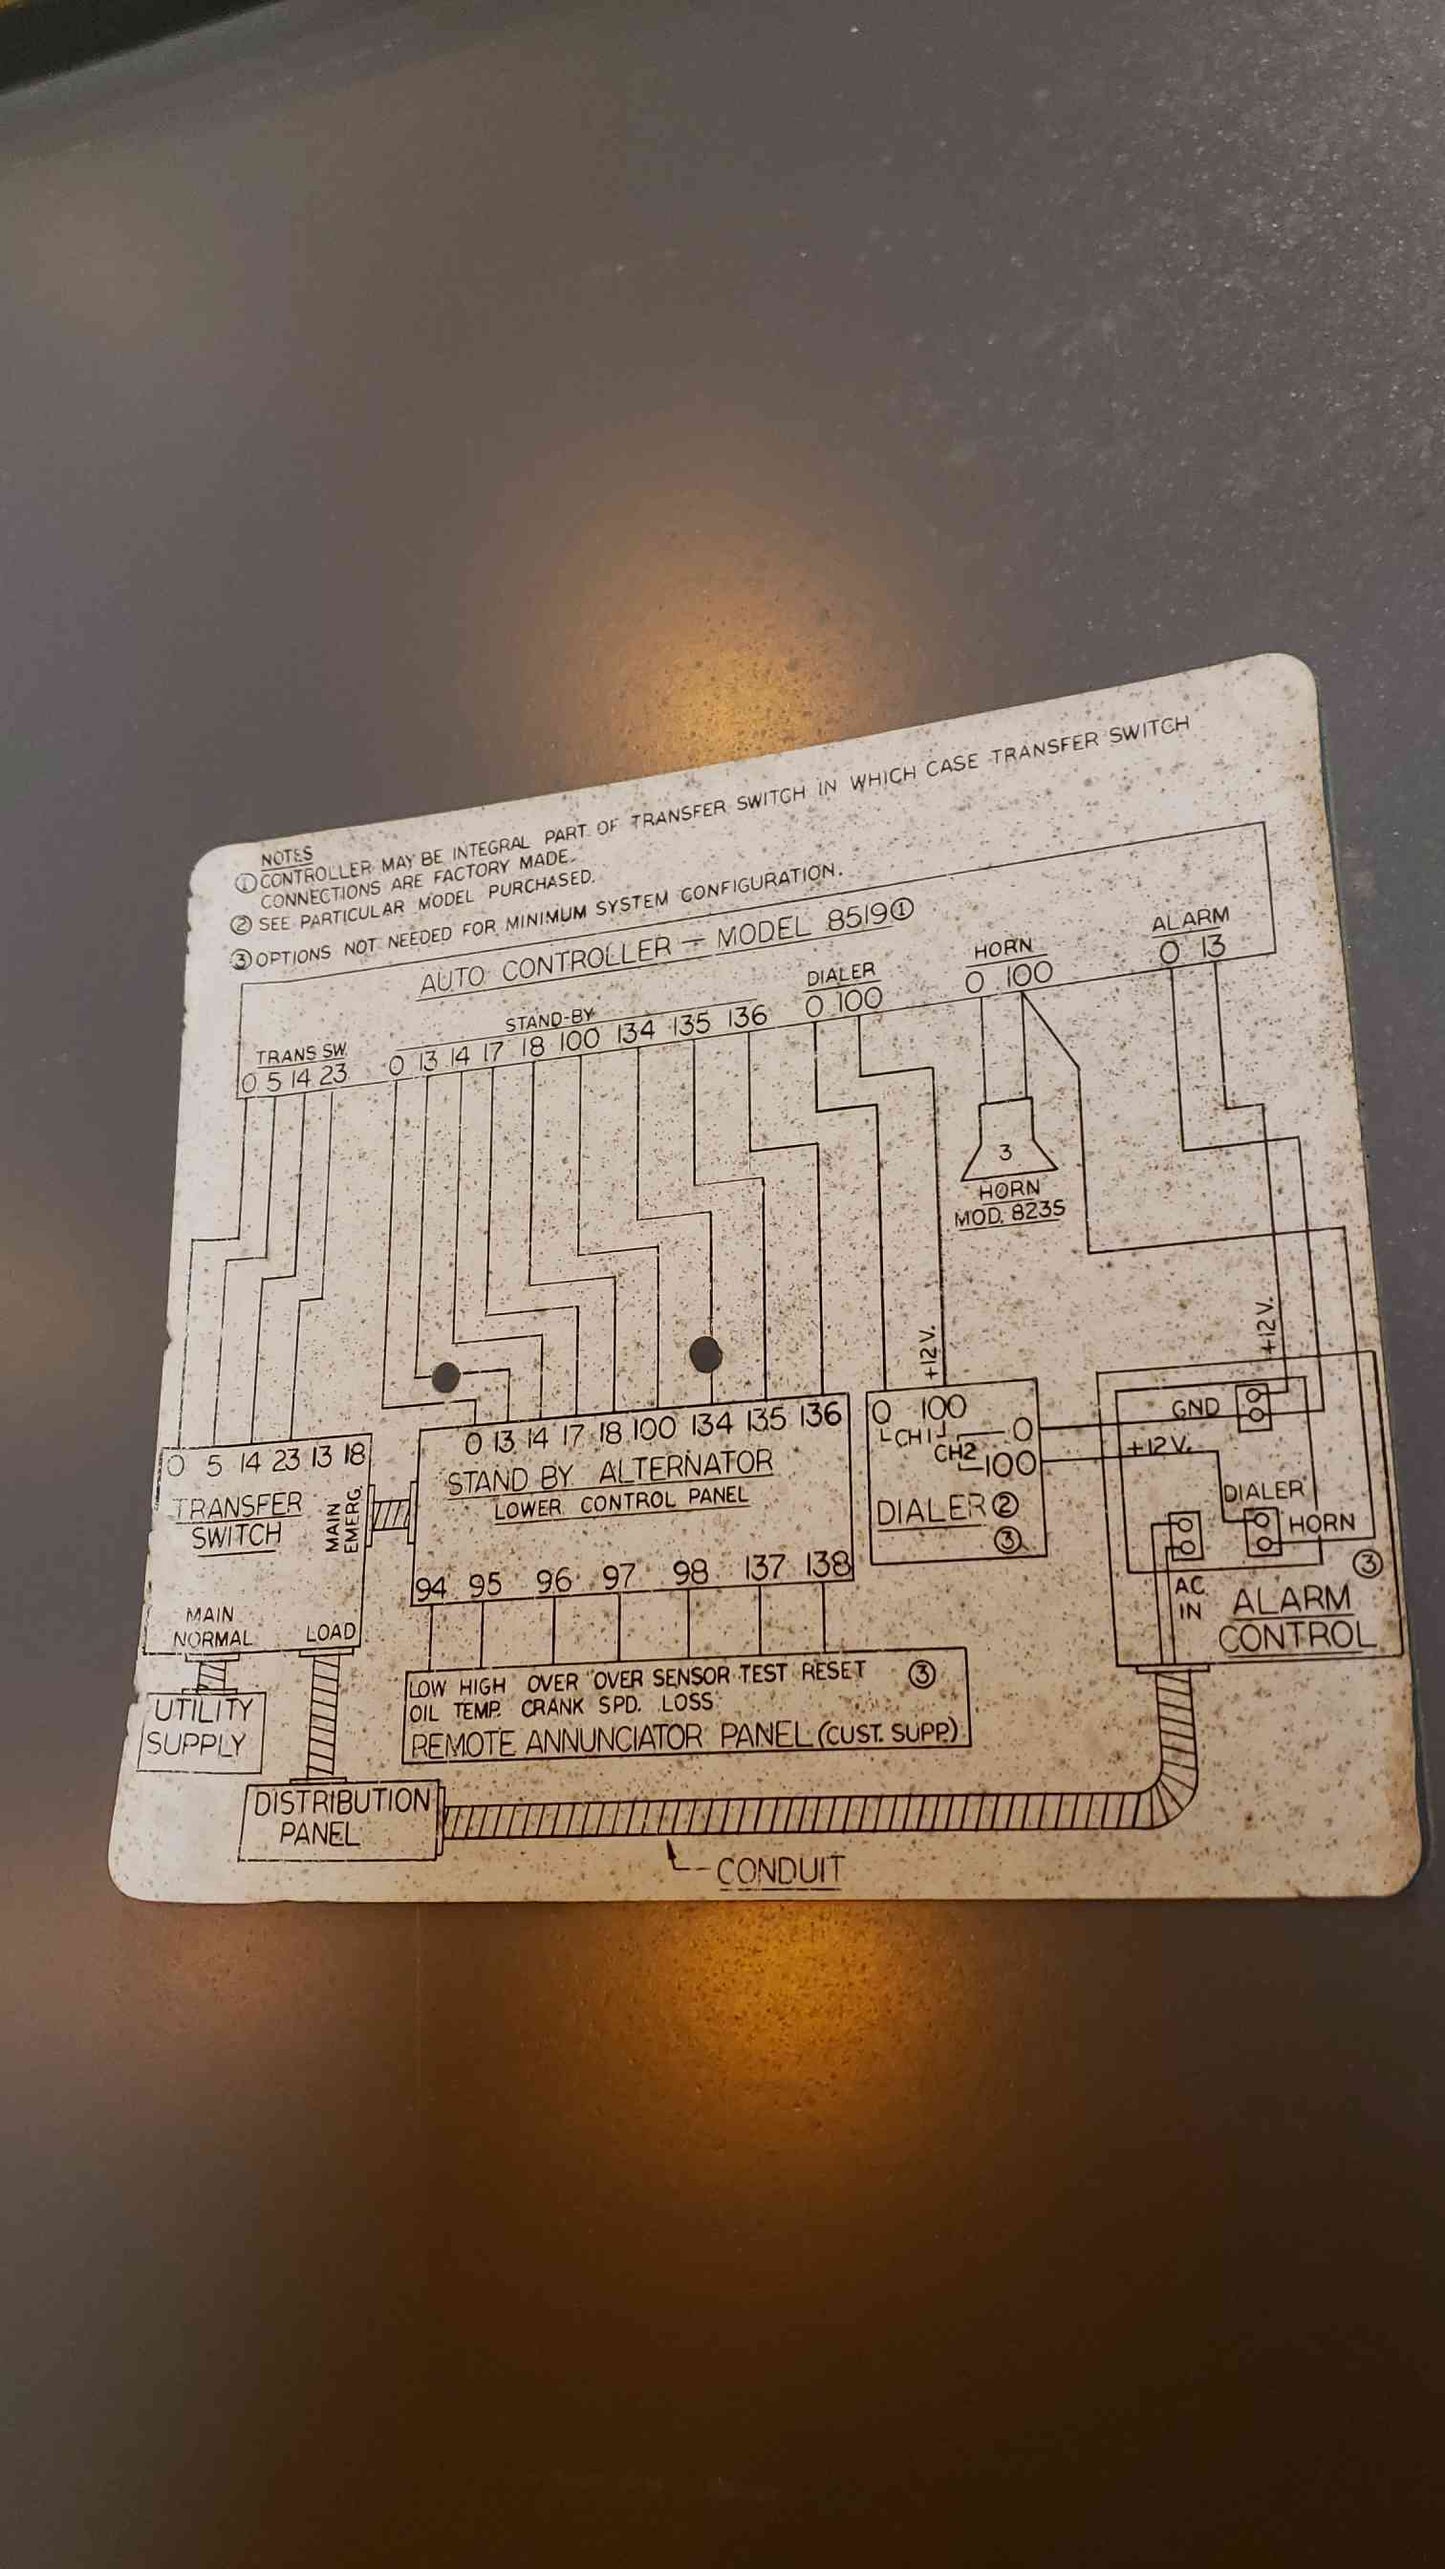 NOTES
① CONTROLLER MAY BE INTEGRAL PART OF TRANSFER SWITCH IN WHICH CASE TRANSFER SWITCH
CONNECTIONS ARE FACTORY MADE.
② SEE PARTICULAR MODEL PURCHASED.
③ OPTIONS NOT NEEDED FOR MINIMUM SYSTEM CONFIGURATION.
AUTO CONTROLLER — MODEL 8519①
TRANS SW.
0 5 14 23
STAND-BY
0 13 14 17 18 100 134 135 136
DIALER
0 100
HORN
0 100
ALARM
0 13
3
HORN
MOD. 8235
+12V.
+12V.
0 5 14 23 13 18
TRANSFER
SWITCH
MAIN
EMERG.
MAIN
NORMAL
LOAD
0 13 14 17 18 100 134 135 136
STAND BY ALTERNATOR
LOWER CONTROL PANEL
94 95 96 97 98 137 138
0 100
CH1
0
CH2
100
DIALER ②
③
GND
+12V.
DIALER
HORN
③
AC
IN
ALARM
CONTROL
LOW HIGH OVER OVER SENSOR TEST RESET ③
OIL TEMP. CRANK SPD. LOSS
REMOTE ANNUNCIATOR PANEL (CUST. SUPP.)
UTILITY
SUPPLY
DISTRIBUTION
PANEL
CONDUIT